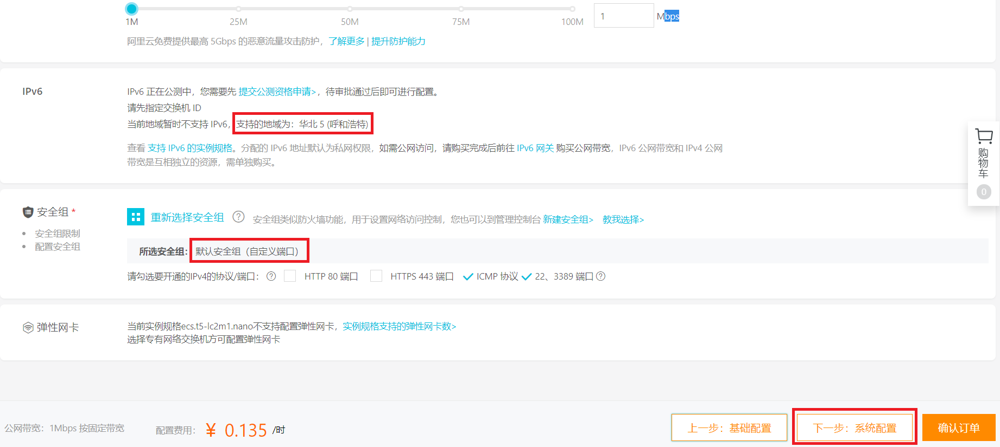 1M 25M 50M 75M 100M 1 Mbps
阿里云免费提供最高 5Gbps 的恶意流量攻击防护，了解更多 | 提升防护能力
IPv6
IPv6 正在公测中，您需要先 提交公测资格申请>，待审批通过后即可进行配置。
请先指定交换机 ID
当前地域暂时不支持 IPv6，支持的地域为：华北 5 (呼和浩特)
查看 支持 IPv6 的实例规格。分配的 IPv6 地址默认为私网权限，如需公网访问，请购买完成后前往 IPv6 网关 购买公网带宽，IPv6 公网带宽和 IPv4 公网
带宽是互相独立的资源，需单独购买。
购物车
0
安全组 *
安全组限制
配置安全组
重新选择安全组 ? 安全组类似防火墙功能，用于设置网络访问控制，您也可以到管理控制台 新建安全组> 教我选择>
所选安全组：默认安全组（自定义端口）
请勾选要开通的IPv4的协议/端口： ? HTTP 80 端口 HTTPS 443 端口 ICMP 协议 22、3389 端口 ?
弹性网卡
当前实例规格ecs.t5-lc2m1.nano不支持配置弹性网卡，实例规格支持的弹性网卡数>
选择专有网络交换机方可配置弹性网卡
公网带宽：1Mbps 按固定带宽
配置费用： ¥ 0.135 /时
上一步：基础配置
下一步：系统配置
确认订单